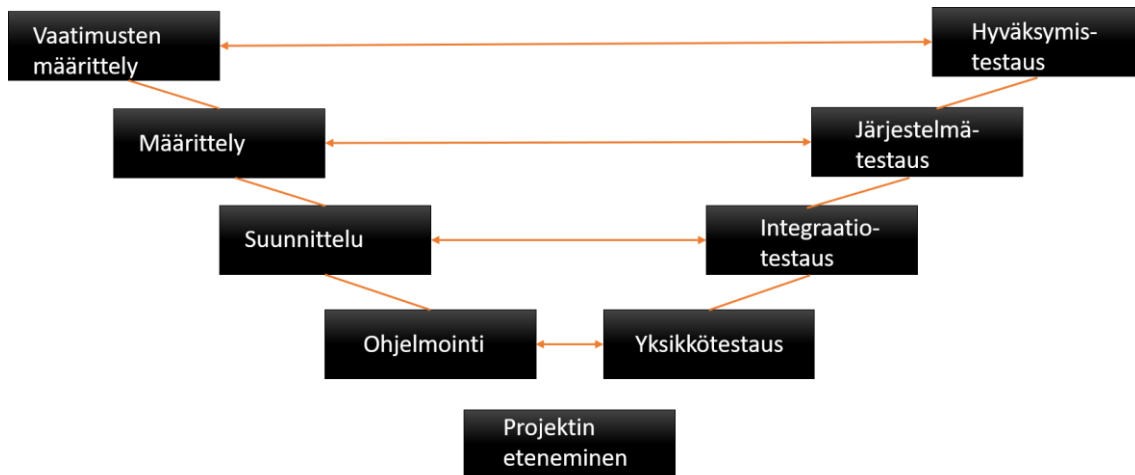 Vaatimusten
määrittely
Hyväksymis-
testaus
Määrittely
Järjestelmä-
testaus
Suunnittelu
Integraatio-
testaus
Ohjelmointi
Yksikkötestaus
Projektin
eteneminen